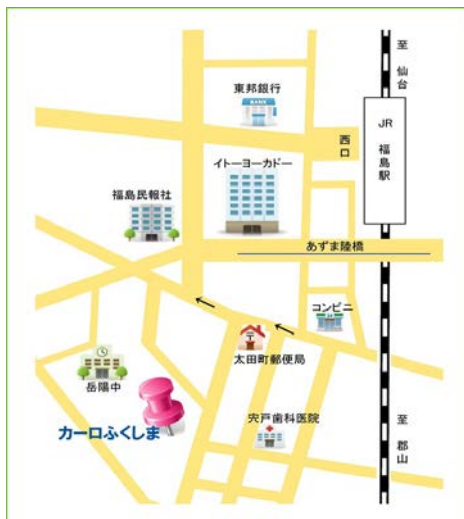 至 仙台
東邦銀行
BANK
JR 福島駅
西口
イトーヨーカドー
福島民報社
あずま陸橋
コンビニ
太田町郵便局
岳陽中
カーロふくしま
宍戸歯科医院
至 郡山